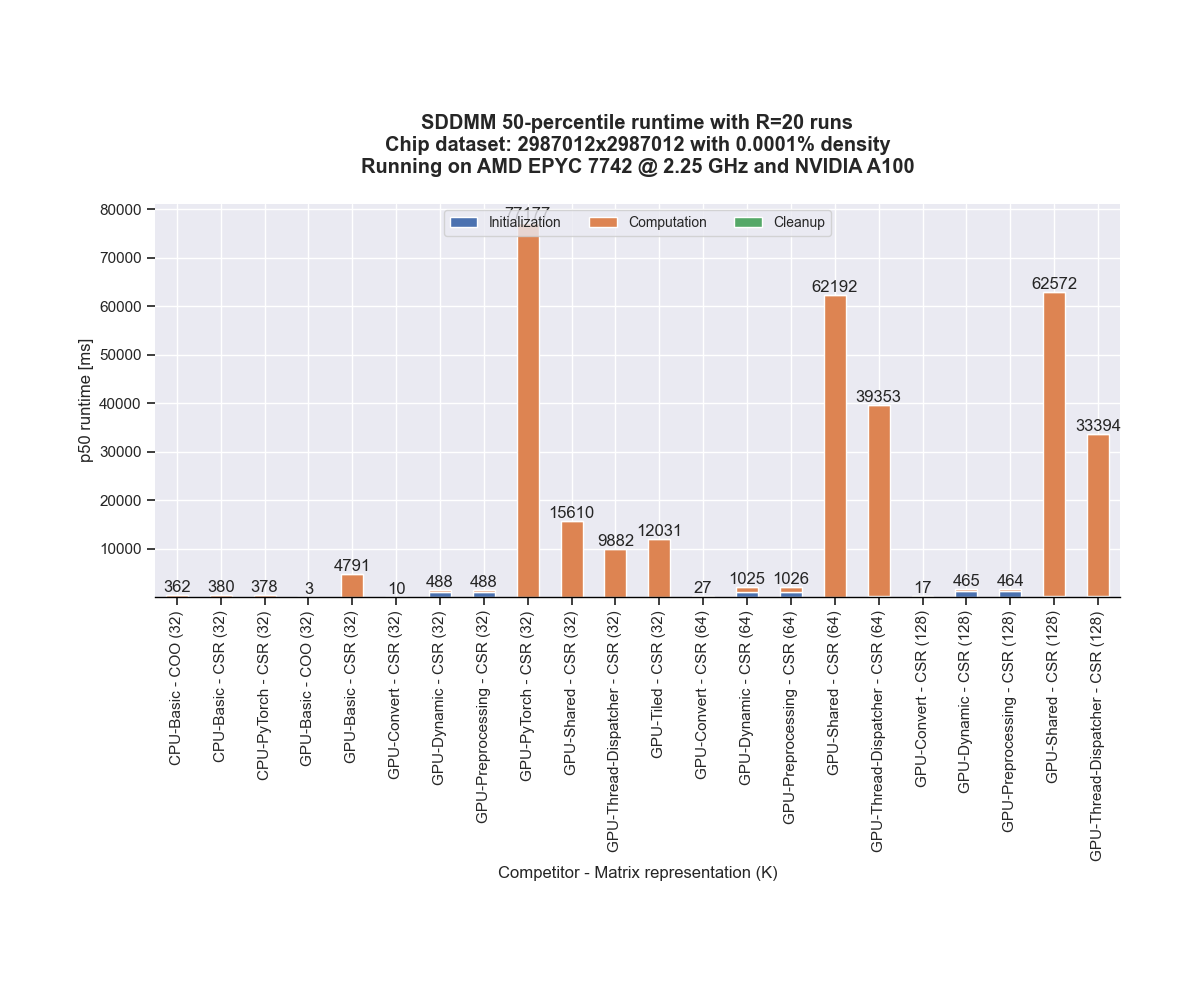 SDDMM 50-percentile runtime with R=20 runs
Chip dataset: 2987012x2987012 with 0.0001% density
Running on AMD EPYC 7742 @ 2.25 GHz and NVIDIA A100
Initialization
Computation
Cleanup
p50 runtime [ms]
80000
70000
60000
50000
40000
30000
20000
10000
362
380
378
3
4791
10
488
488
77177
15610
9882
12031
27
1025
1026
62192
39353
17
465
464
62572
33394
CPU-Basic - COO (32)
CPU-Basic - CSR (32)
CPU-PyTorch - CSR (32)
GPU-Basic - COO (32)
GPU-Basic - CSR (32)
GPU-Convert - CSR (32)
GPU-Dynamic - CSR (32)
GPU-Preprocessing - CSR (32)
GPU-PyTorch - CSR (32)
GPU-Shared - CSR (32)
GPU-Thread-Dispatcher - CSR (32)
GPU-Tiled - CSR (32)
GPU-Convert - CSR (64)
GPU-Dynamic - CSR (64)
GPU-Preprocessing - CSR (64)
GPU-Shared - CSR (64)
GPU-Thread-Dispatcher - CSR (64)
GPU-Convert - CSR (128)
GPU-Dynamic - CSR (128)
GPU-Preprocessing - CSR (128)
GPU-Shared - CSR (128)
GPU-Thread-Dispatcher - CSR (128)
Competitor - Matrix representation (K)